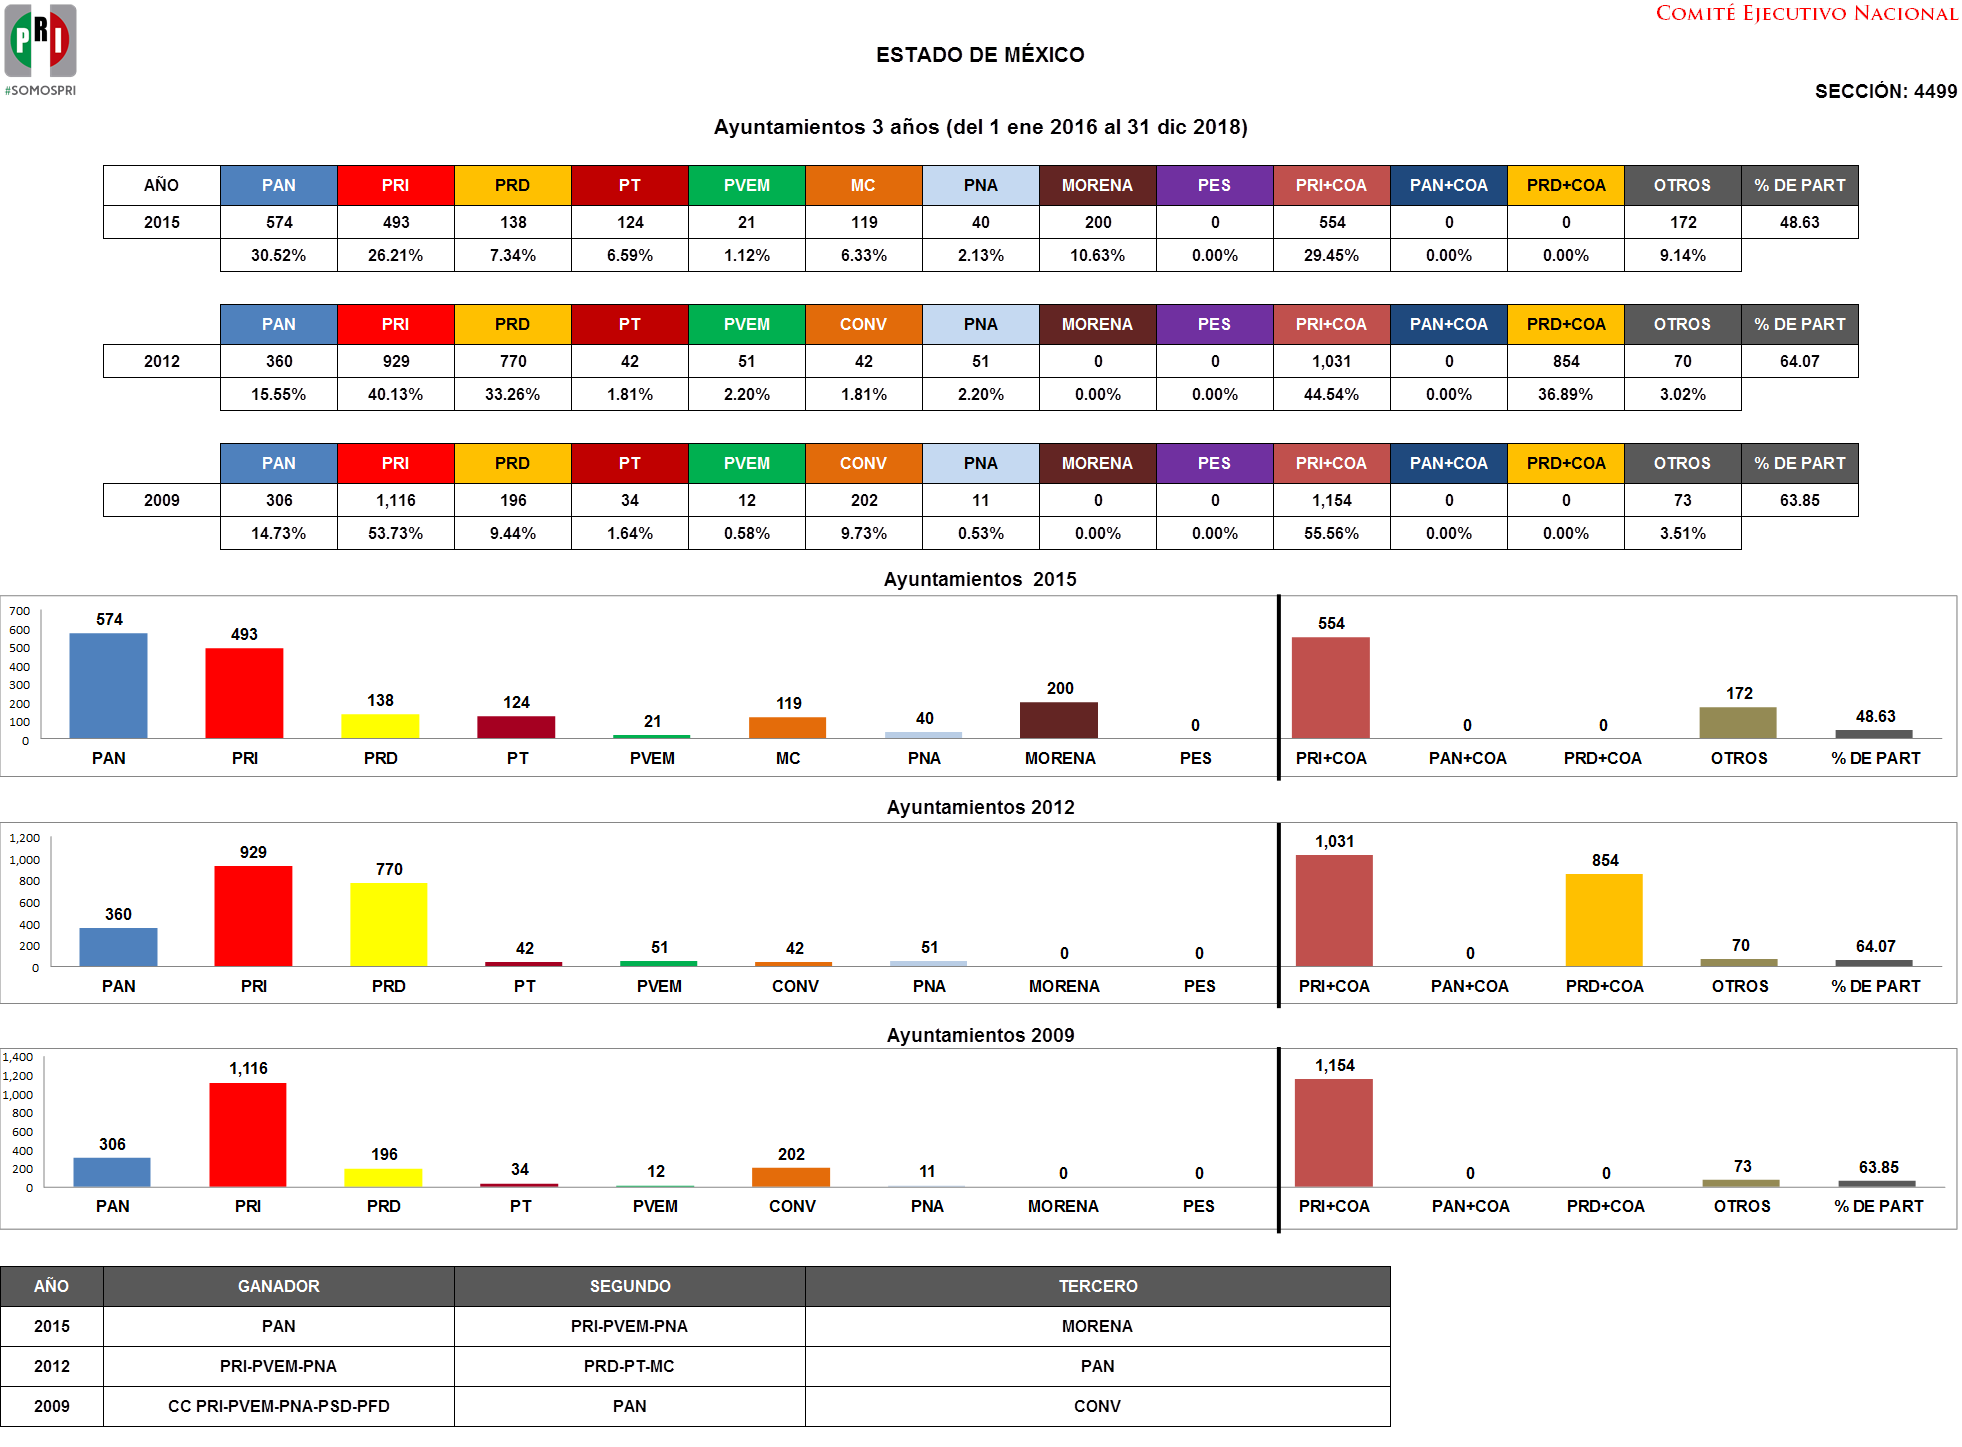 PRI
#SOMOSPRI
COMITÉ EJECUTIVO NACIONAL
ESTADO DE MÉXICO
SECCIÓN: 4499
Ayuntamientos 3 años (del 1 ene 2016 al 31 dic 2018)
AÑO PAN PRI PRD PT PVEM MC PNA MORENA PES PRI+COA PAN+COA PRD+COA OTROS % DE PART
2015 574 493 138 124 21 119 40 200 0 554 0 0 172 48.63
30.52% 26.21% 7.34% 6.59% 1.12% 6.33% 2.13% 10.63% 0.00% 29.45% 0.00% 0.00% 9.14%
PAN PRI PRD PT PVEM CONV PNA MORENA PES PRI+COA PAN+COA PRD+COA OTROS % DE PART
2012 360 929 770 42 51 42 51 0 0 1,031 0 854 70 64.07
15.55% 40.13% 33.26% 1.81% 2.20% 1.81% 2.20% 0.00% 0.00% 44.54% 0.00% 36.89% 3.02%
PAN PRI PRD PT PVEM CONV PNA MORENA PES PRI+COA PAN+COA PRD+COA OTROS % DE PART
2009 306 1,116 196 34 12 202 11 0 0 1,154 0 0 73 63.85
14.73% 53.73% 9.44% 1.64% 0.58% 9.73% 0.53% 0.00% 0.00% 55.56% 0.00% 0.00% 3.51%
Ayuntamientos 2015
700
600
500
400
300
200
100
0
574 493 138 124 21 119 40 200 0 554 0 0 172 48.63
PAN PRI PRD PT PVEM MC PNA MORENA PES PRI+COA PAN+COA PRD+COA OTROS % DE PART
Ayuntamientos 2012
1,200
1,000
800
600
400
200
0
360 929 770 42 51 42 51 0 0 1,031 0 854 70 64.07
PAN PRI PRD PT PVEM CONV PNA MORENA PES PRI+COA PAN+COA PRD+COA OTROS % DE PART
Ayuntamientos 2009
1,400
1,200
1,000
800
600
400
200
0
306 1,116 196 34 12 202 11 0 0 1,154 0 0 73 63.85
PAN PRI PRD PT PVEM CONV PNA MORENA PES PRI+COA PAN+COA PRD+COA OTROS % DE PART
AÑO GANADOR SEGUNDO TERCERO
2015 PAN PRI-PVEM-PNA MORENA
2012 PRI-PVEM-PNA PRD-PT-MC PAN
2009 CC PRI-PVEM-PNA-PSD-PFD PAN CONV